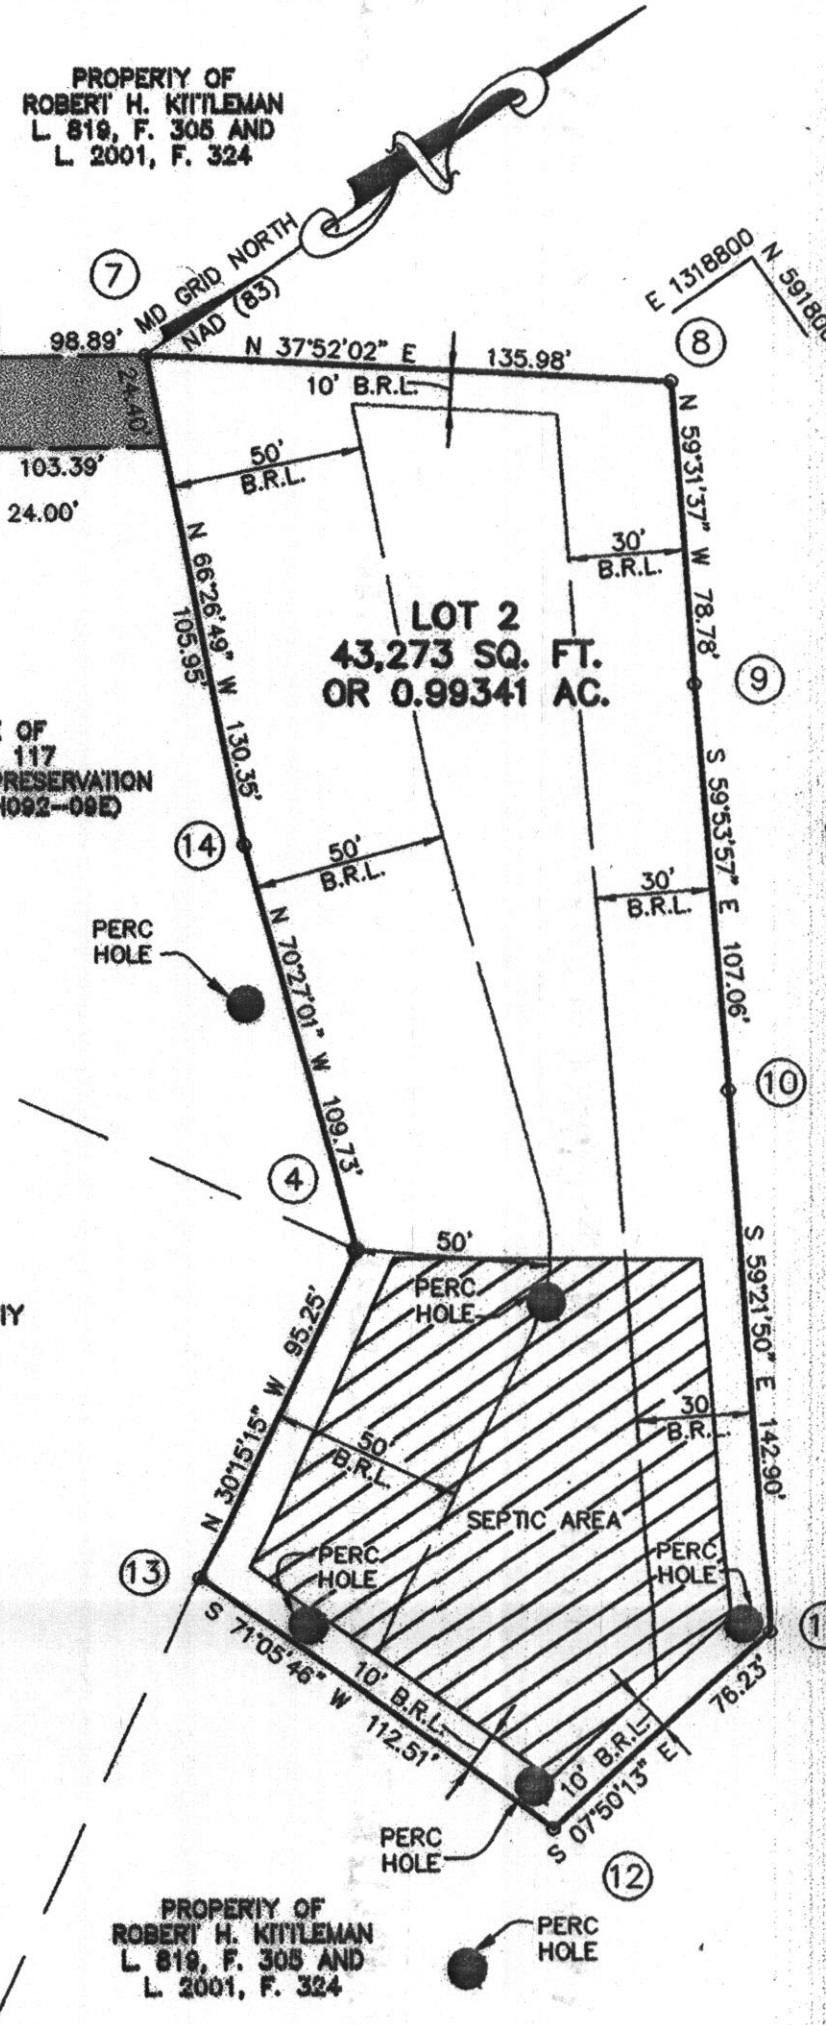 PROPERTY OF
ROBERT H. KITTLEMAN
L. 819, F. 305 AND
L. 2001, F. 324
MD GRID NORTH
NAD (83)
7
E 1318800
N 591800
8
98.89'
N 37°52'02" E 135.98'
10' B.R.L.
24.40'
103.39'
24.00'
50'
B.R.L.
30'
B.R.L.
N 59°31'37" W 78.78'
N 66°26'49" W 130.35'
105.95'
LOT 2
43,273 SQ. FT.
OR 0.99341 AC.
9
OF
117
PRESERVATION
092-09E)
14
50'
B.R.L.
30'
B.R.L.
S 59°53'57" E 107.06'
PERC
HOLE
N 70°27'01" W 109.73'
10
4
50'
PERC
HOLE
S 59°21'50" E 142.90'
N 30°15'15" W 95.25'
30
B.R.L.
50'
B.R.L.
SEPTIC AREA
PERC
HOLE
PERC
HOLE
13
S 71°05'46" W 112.51'
10' B.R.L.
76.23'
10' B.R.L.
S 07°50'13" E
PERC
HOLE
12
PROPERTY OF
ROBERT H. KITTLEMAN
L. 819, F. 305 AND
L. 2001, F. 324
PERC
HOLE